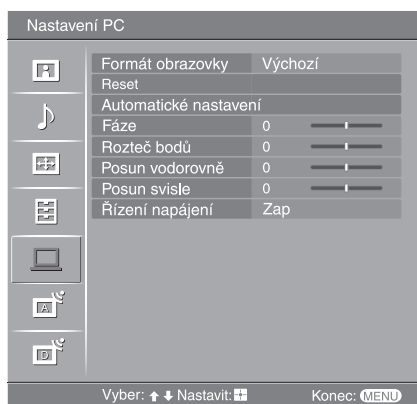 Nastavení PC
Formát obrazovky Výchozí
Reset
Automatické nastavení
Fáze 0
Rozteč bodů 0
Posun vodorovně 0
Posun svisle 0
Řízení napájení Zap
A
D
Vyber: Nastavit: Konec: MENU